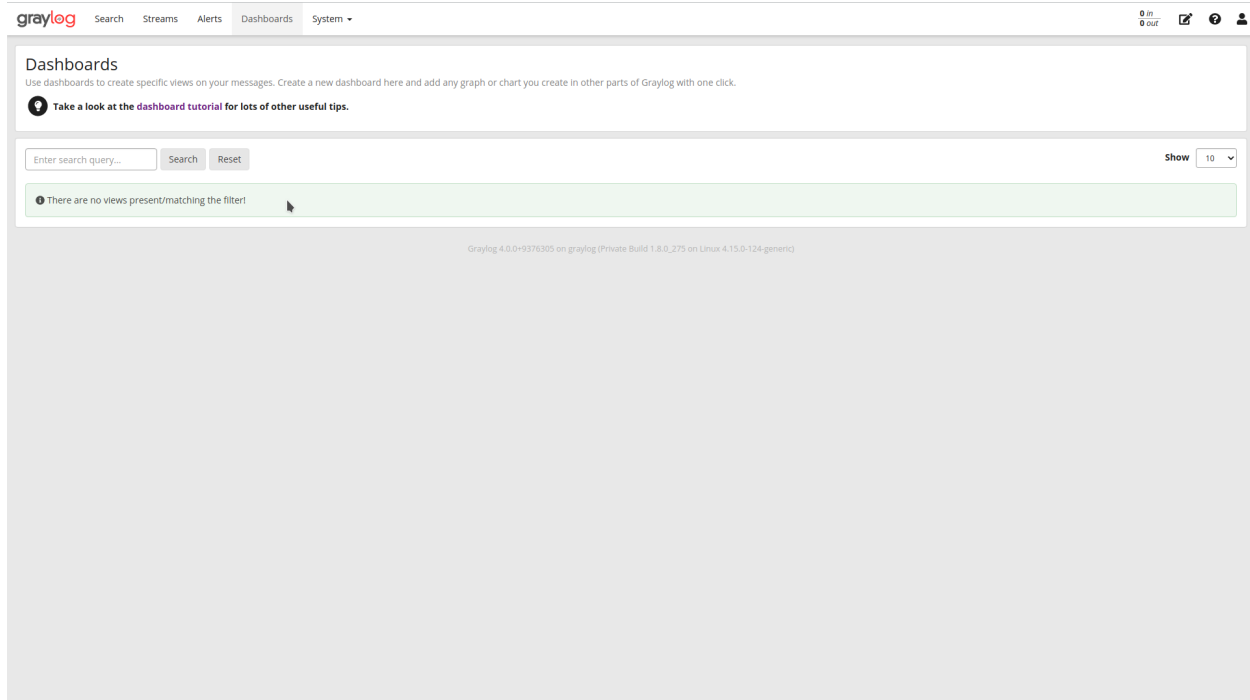 graylog Search Streams Alerts Dashboards System 0 in
0 out
Dashboards
Use dashboards to create specific views on your messages. Create a new dashboard here and add any graph or chart you create in other parts of Graylog with one click.
Take a look at the dashboard tutorial for lots of other useful tips.
Enter search query... Search Reset Show 10
There are no views present/matching the filter!
Graylog 4.0.0+9376305 on graylog (Private Build 1.8.0_275 on Linux 4.15.0-124-generic)